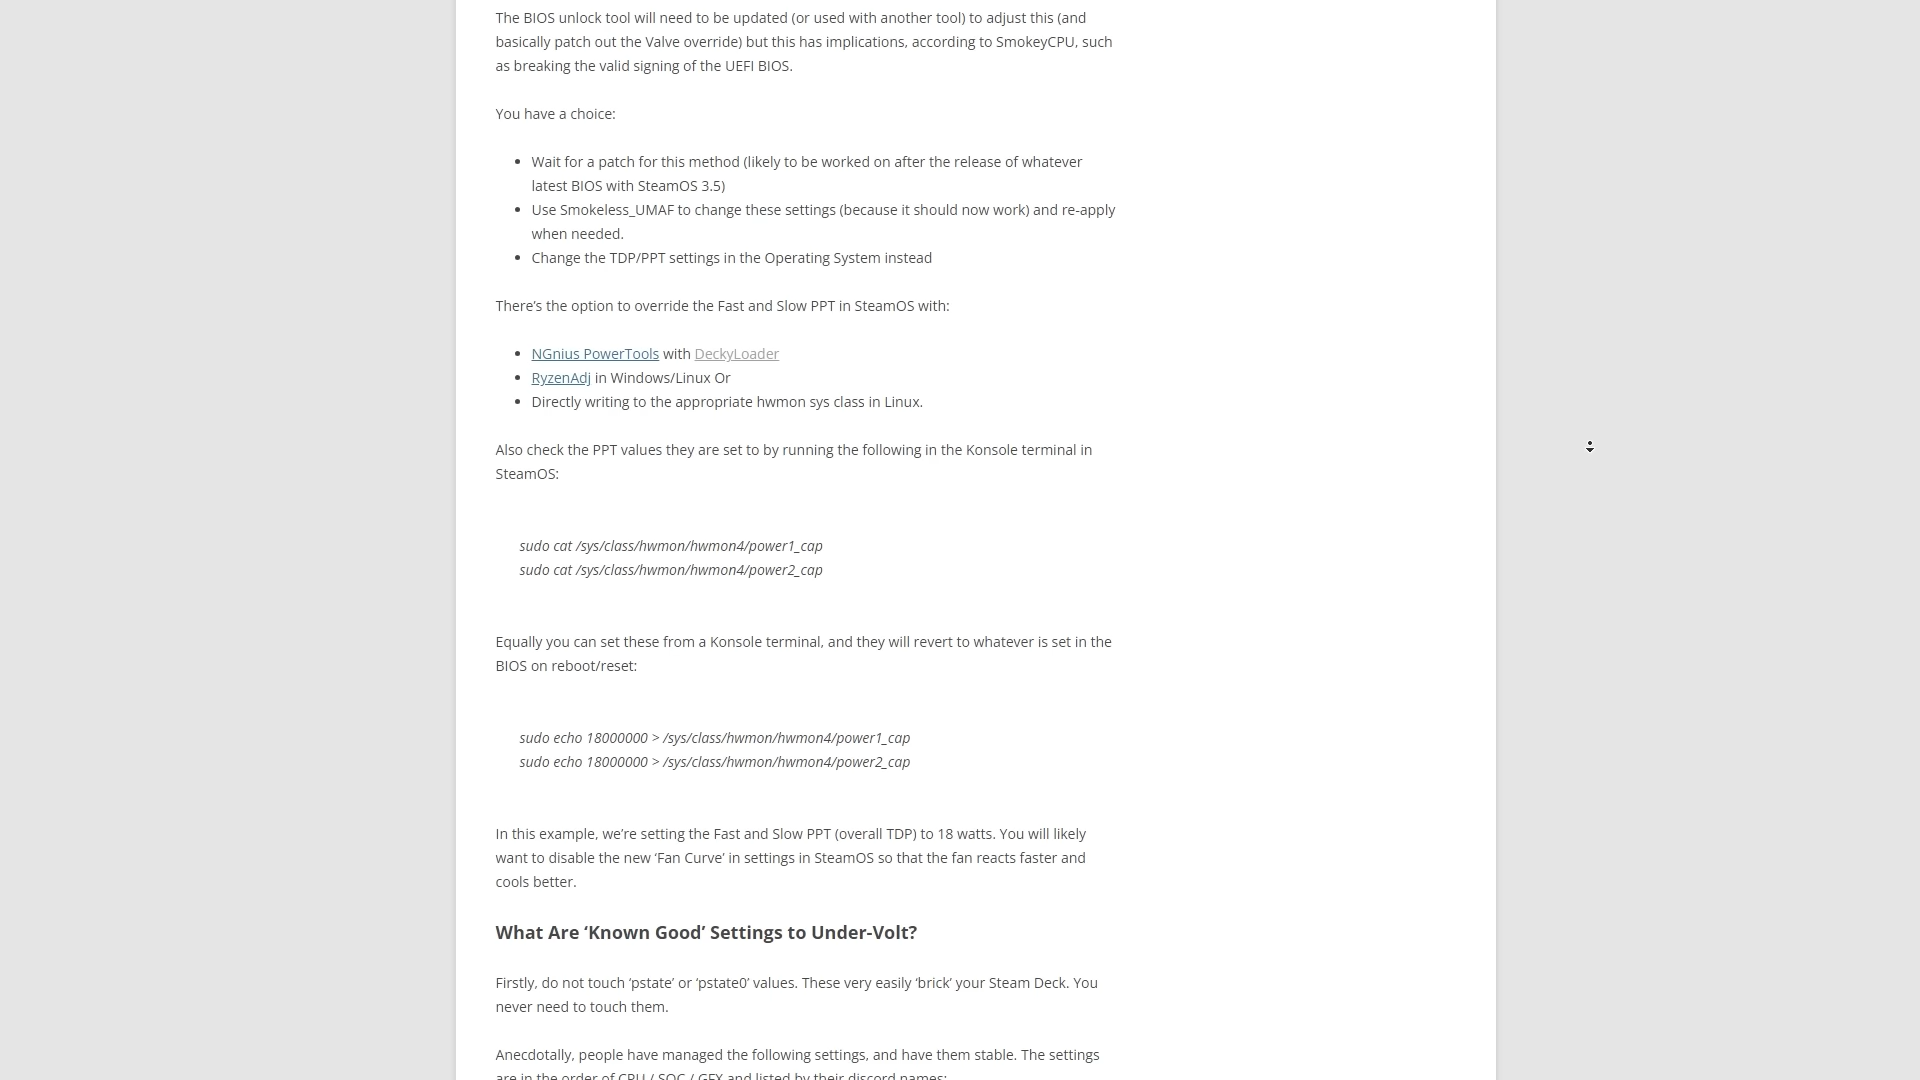 The BIOS unlock tool will need to be updated (or used with another tool) to adjust this (and
basically patch out the Valve override) but this has implications, according to SmokeyCPU, such
as breaking the valid signing of the UEFI BIOS.
You have a choice:
Wait for a patch for this method (likely to be worked on after the release of whatever
latest BIOS with SteamOS 3.5)
Use Smokeless_UMAF to change these settings (because it should now work) and re-apply
when needed.
Change the TDP/PPT settings in the Operating System instead
There’s the option to override the Fast and Slow PPT in SteamOS with:
NGnius PowerTools with DeckyLoader
RyzenAdj in Windows/Linux Or
Directly writing to the appropriate hwmon sys class in Linux.
Also check the PPT values they are set to by running the following in the Konsole terminal in
SteamOS:
sudo cat /sys/class/hwmon/hwmon4/power1_cap
sudo cat /sys/class/hwmon/hwmon4/power2_cap
Equally you can set these from a Konsole terminal, and they will revert to whatever is set in the
BIOS on reboot/reset:
sudo echo 18000000 > /sys/class/hwmon/hwmon4/power1_cap
sudo echo 18000000 > /sys/class/hwmon/hwmon4/power2_cap
In this example, we’re setting the Fast and Slow PPT (overall TDP) to 18 watts. You will likely
want to disable the new ‘Fan Curve’ in settings in SteamOS so that the fan reacts faster and
cools better.
What Are ‘Known Good’ Settings to Under-Volt?
Firstly, do not touch ‘pstate’ or ‘pstate0’ values. These very easily ‘brick’ your Steam Deck. You
never need to touch them.
Anecdotally, people have managed the following settings, and have them stable. The settings
are in the order of CPU / SOC / GFX and listed by their discord names: